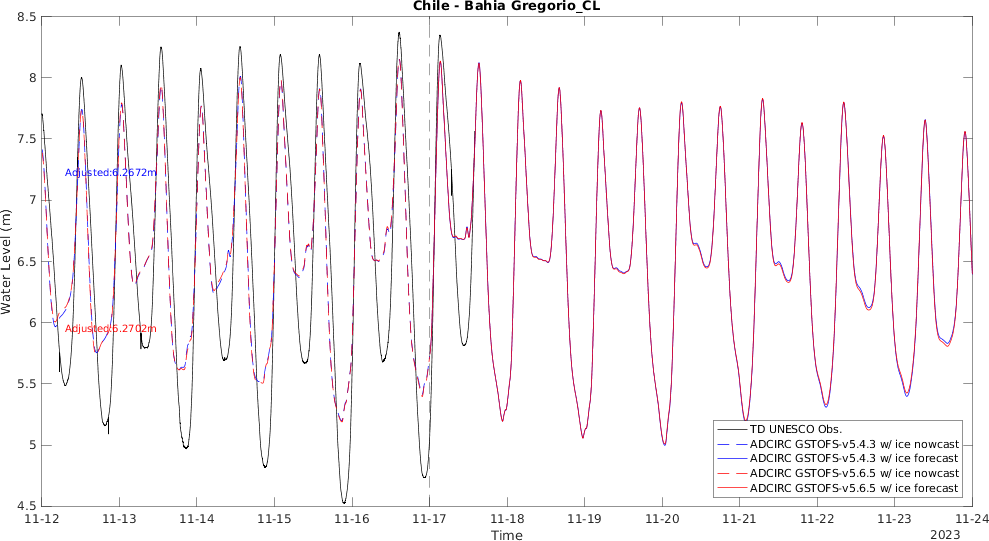 Chile - Bahia Gregorio_CL
Water Level (m)
8.5
8
7.5
7
6.5
6
5.5
5
4.5
Adjusted:6.2672m
Adjusted:6.2702m
TD UNESCO Obs.
ADCIRC GSTOFS-v5.4.3 w/ ice nowcast
ADCIRC GSTOFS-v5.4.3 w/ ice forecast
ADCIRC GSTOFS-v5.6.5 w/ ice nowcast
ADCIRC GSTOFS-v5.6.5 w/ ice forecast
11-12 11-13 11-14 11-15 11-16 11-17 11-18 11-19 11-20 11-21 11-22 11-23 11-24
Time
2023